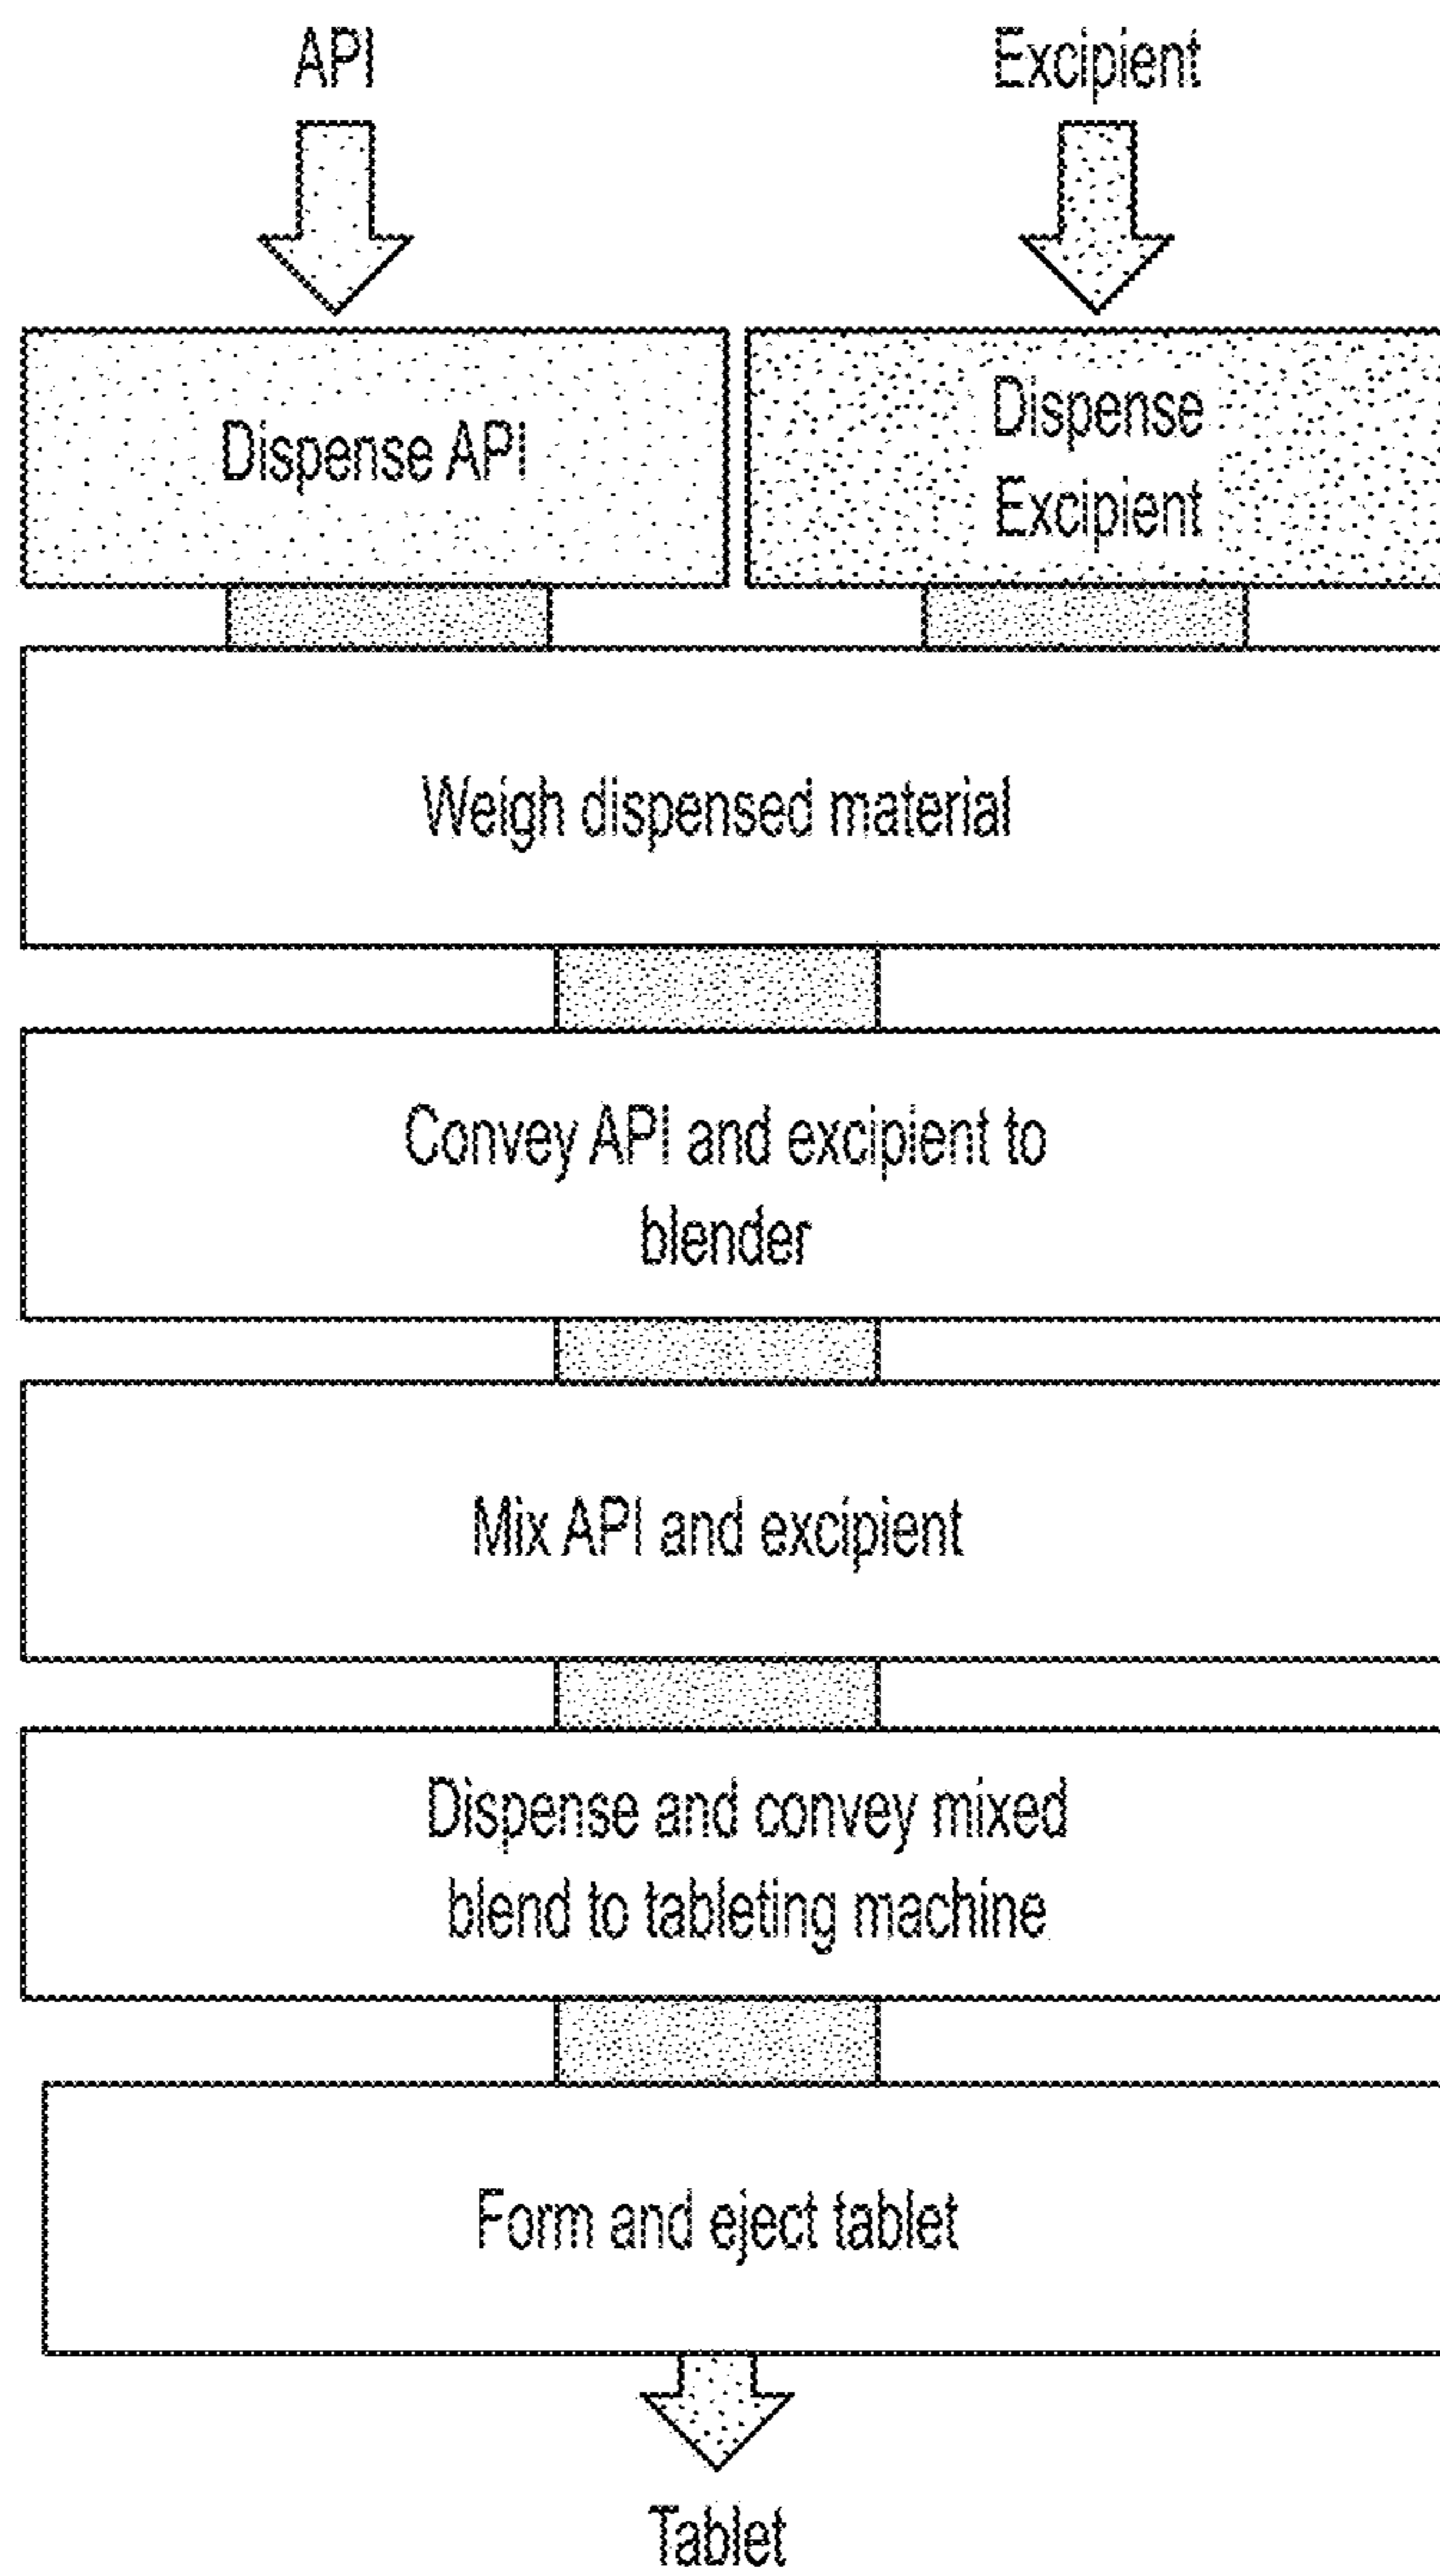 API
Excipient
Dispense API
Dispense
Excipient
Weigh dispensed material
Convey API and excipient to
blender
Mix API and excipient
Dispense and convey mixed
blend to tableting machine
Form and eject tablet
Tablet